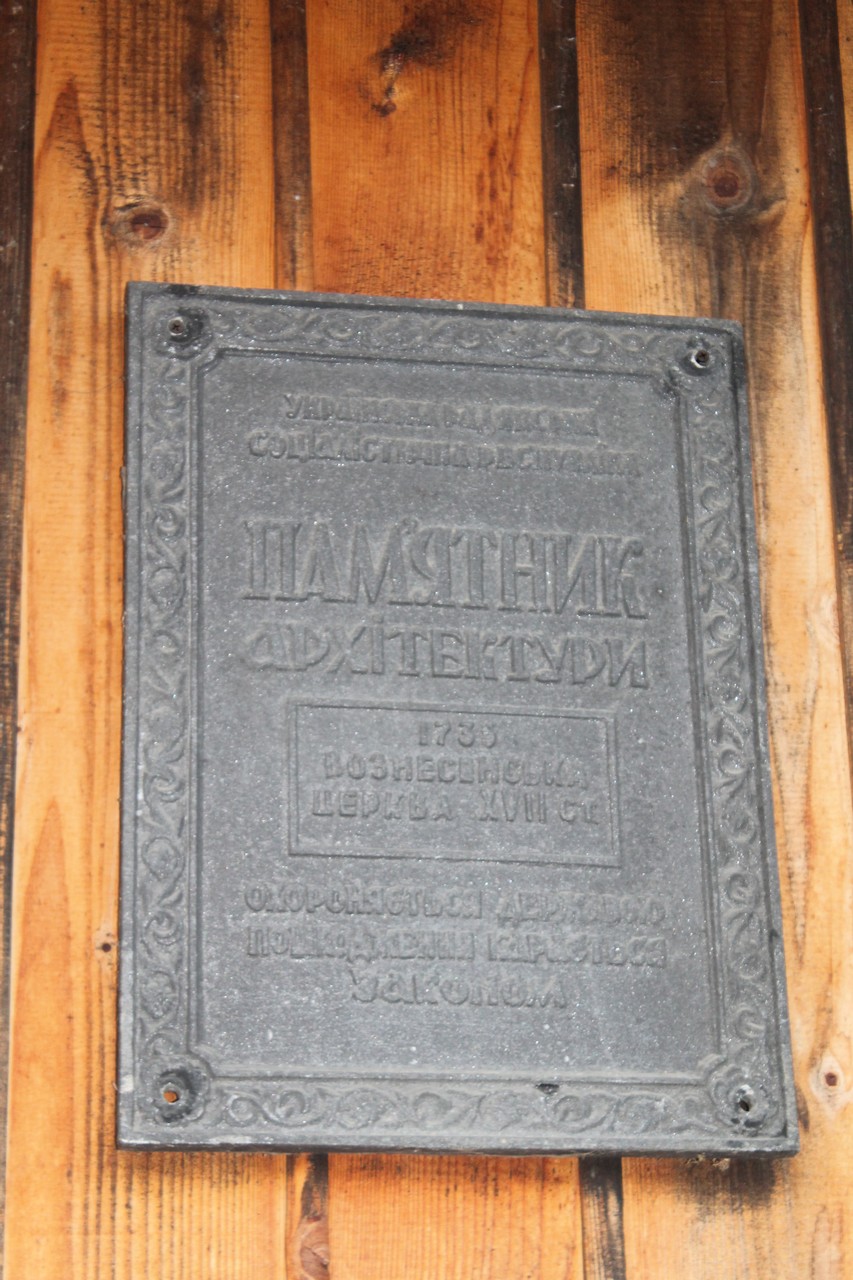 УКРАЇНСЬКА РАДЯНСЬКА
СОЦІАЛІСТИЧНА РЕСПУБЛІКА
ПАМ'ЯТНИК
АРХІТЕКТУРИ
ВОЗНЕСЕНСЬКА
ЦЕРКВА XVII СТ.
ОХОРОНЯЄТЬСЯ ДЕРЖАВОЮ
ПОШКОДЖЕННЯ КАРАЄТЬСЯ
ЗАКОНОМ